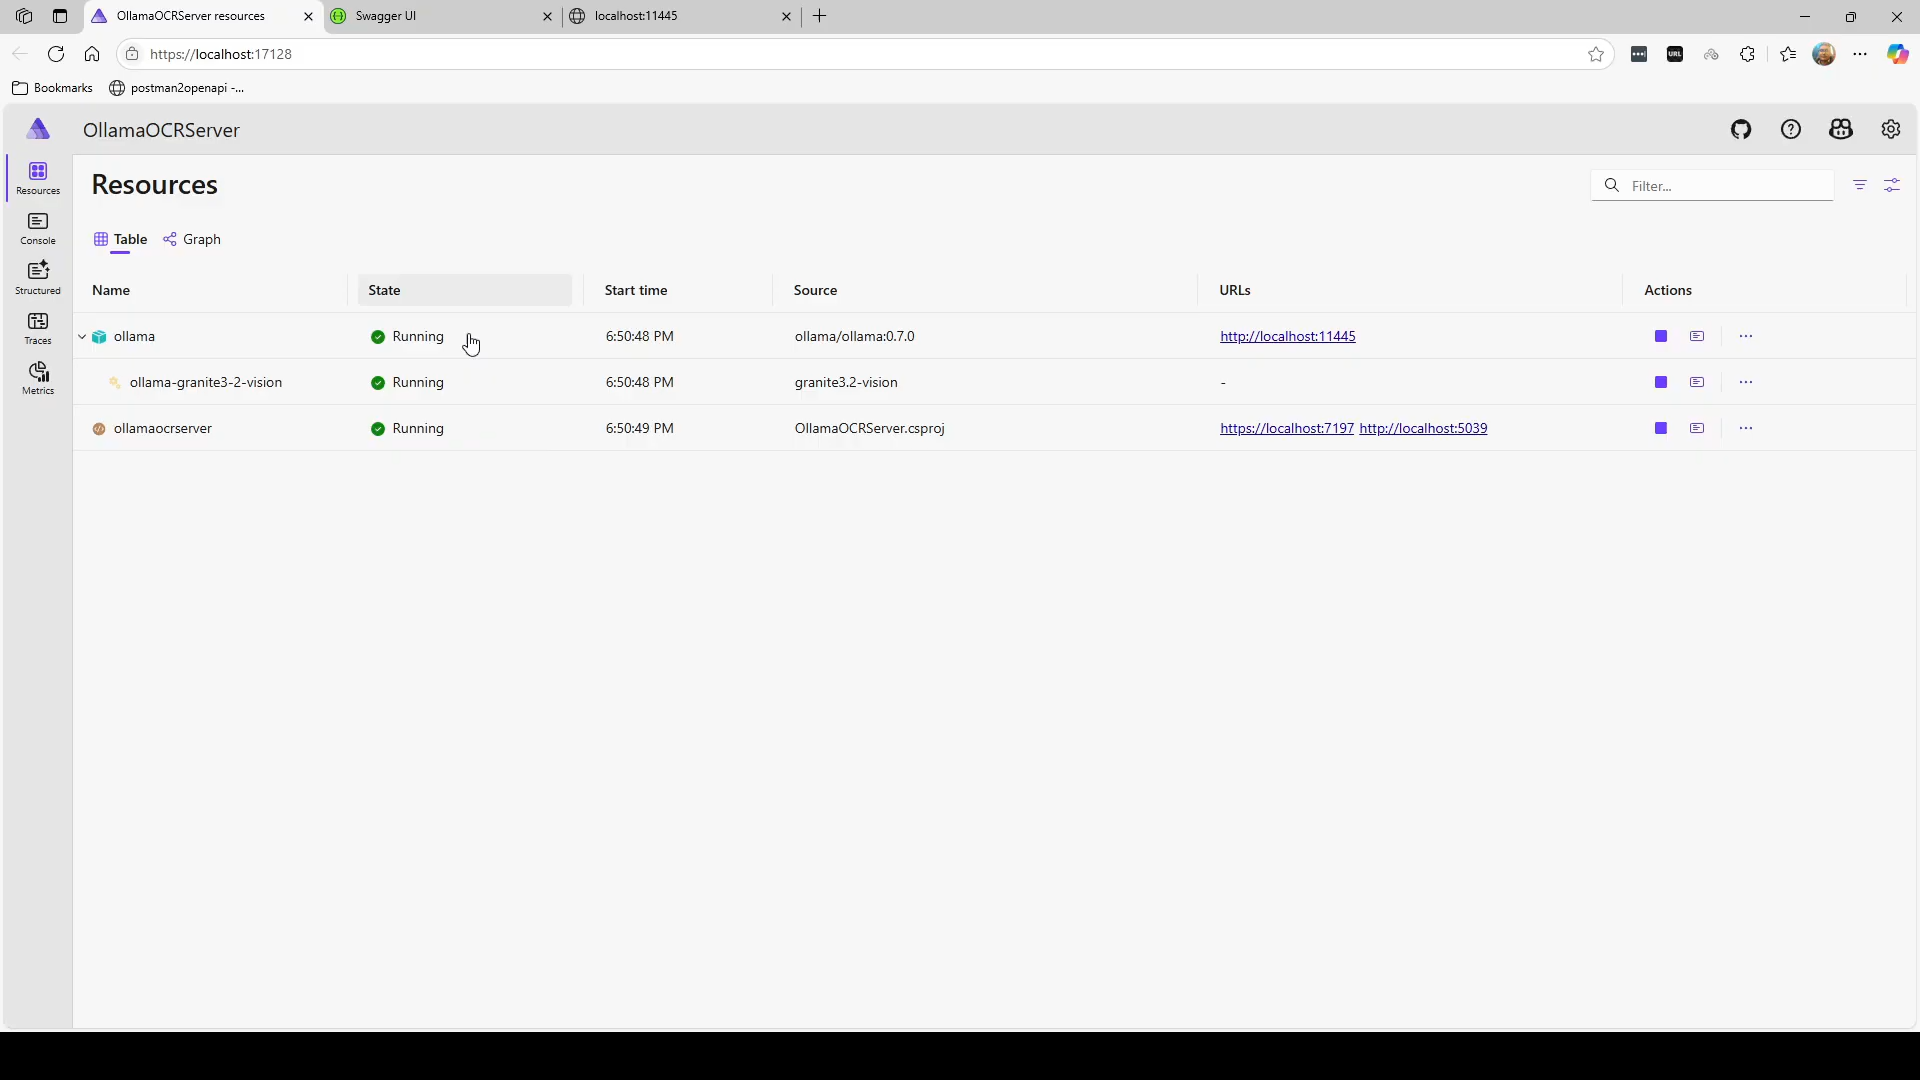 OllamaOCRServer resources
Swagger UI
localhost:11445
https://localhost:17128
URL
Bookmarks
postman2openapi -...
OllamaOCRServer
Resources
Console
Structured
Traces
Metrics
Resources
Filter...
Table Graph
Name State Start time Source URLs Actions
ollama Running 6:50:48 PM ollama/ollama:0.7.0 http://localhost:11445
ollama-granite3-2-vision Running 6:50:48 PM granite3.2-vision -
ollamaocrserver Running 6:50:49 PM OllamaOCRServer.csproj https://localhost:7197 http://localhost:5039